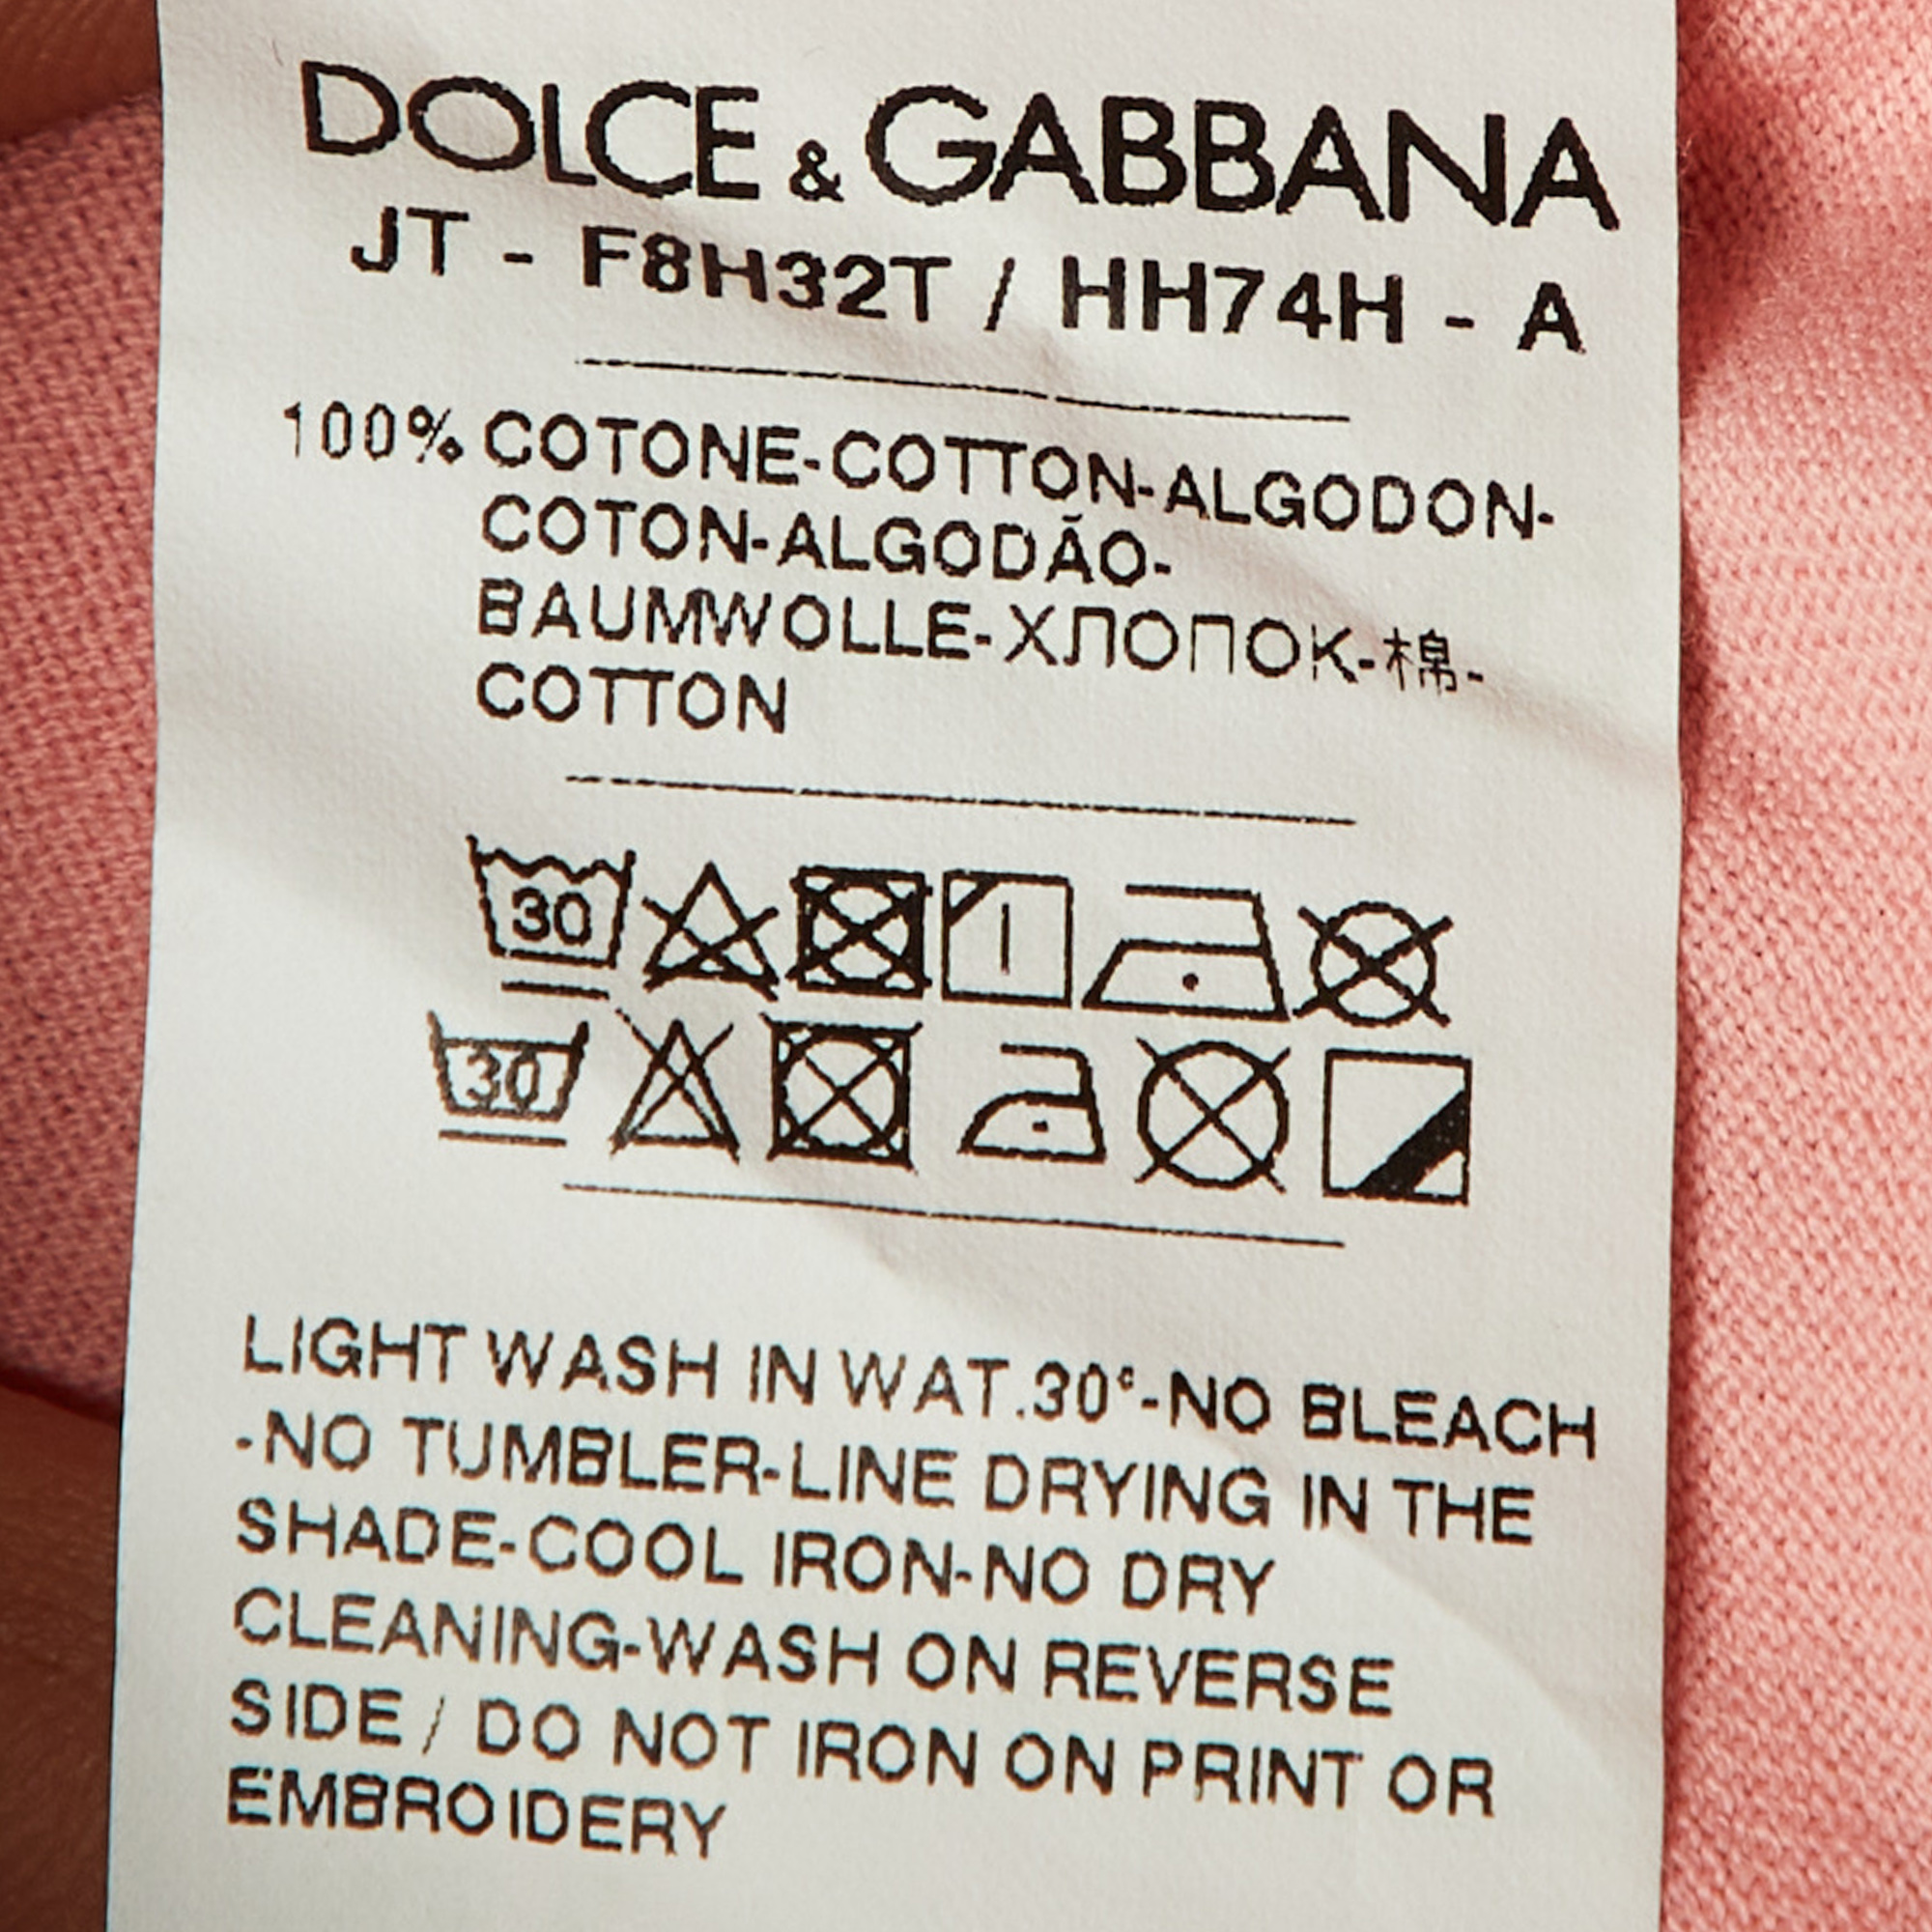 DOLCE & GABBANA
JT - F8H32T / HH74H - A
100% COTONE-COTTON-ALGODON-
COTON-ALGODÃO-
BAUMWOLLE-ХЛОПОК-棉-
COTTON
30
30
LIGHT WASH IN WAT.30°-NO BLEACH
-NO TUMBLER-LINE DRYING IN THE
SHADE-COOL IRON-NO DRY
CLEANING-WASH ON REVERSE
SIDE / DO NOT IRON ON PRINT OR
EMBROIDERY